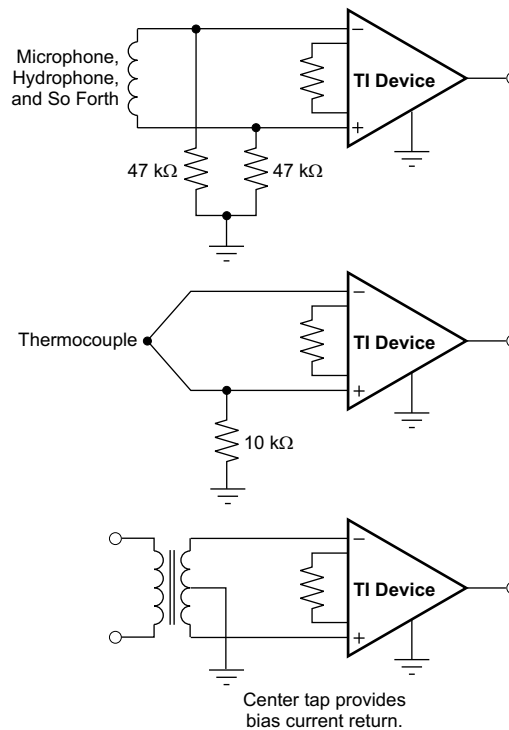 Microphone,
Hydrophone,
and So Forth
−
TI Device
+
47 kΩ
47 kΩ
Thermocouple
−
TI Device
+
10 kΩ
−
TI Device
+
Center tap provides
bias current return.